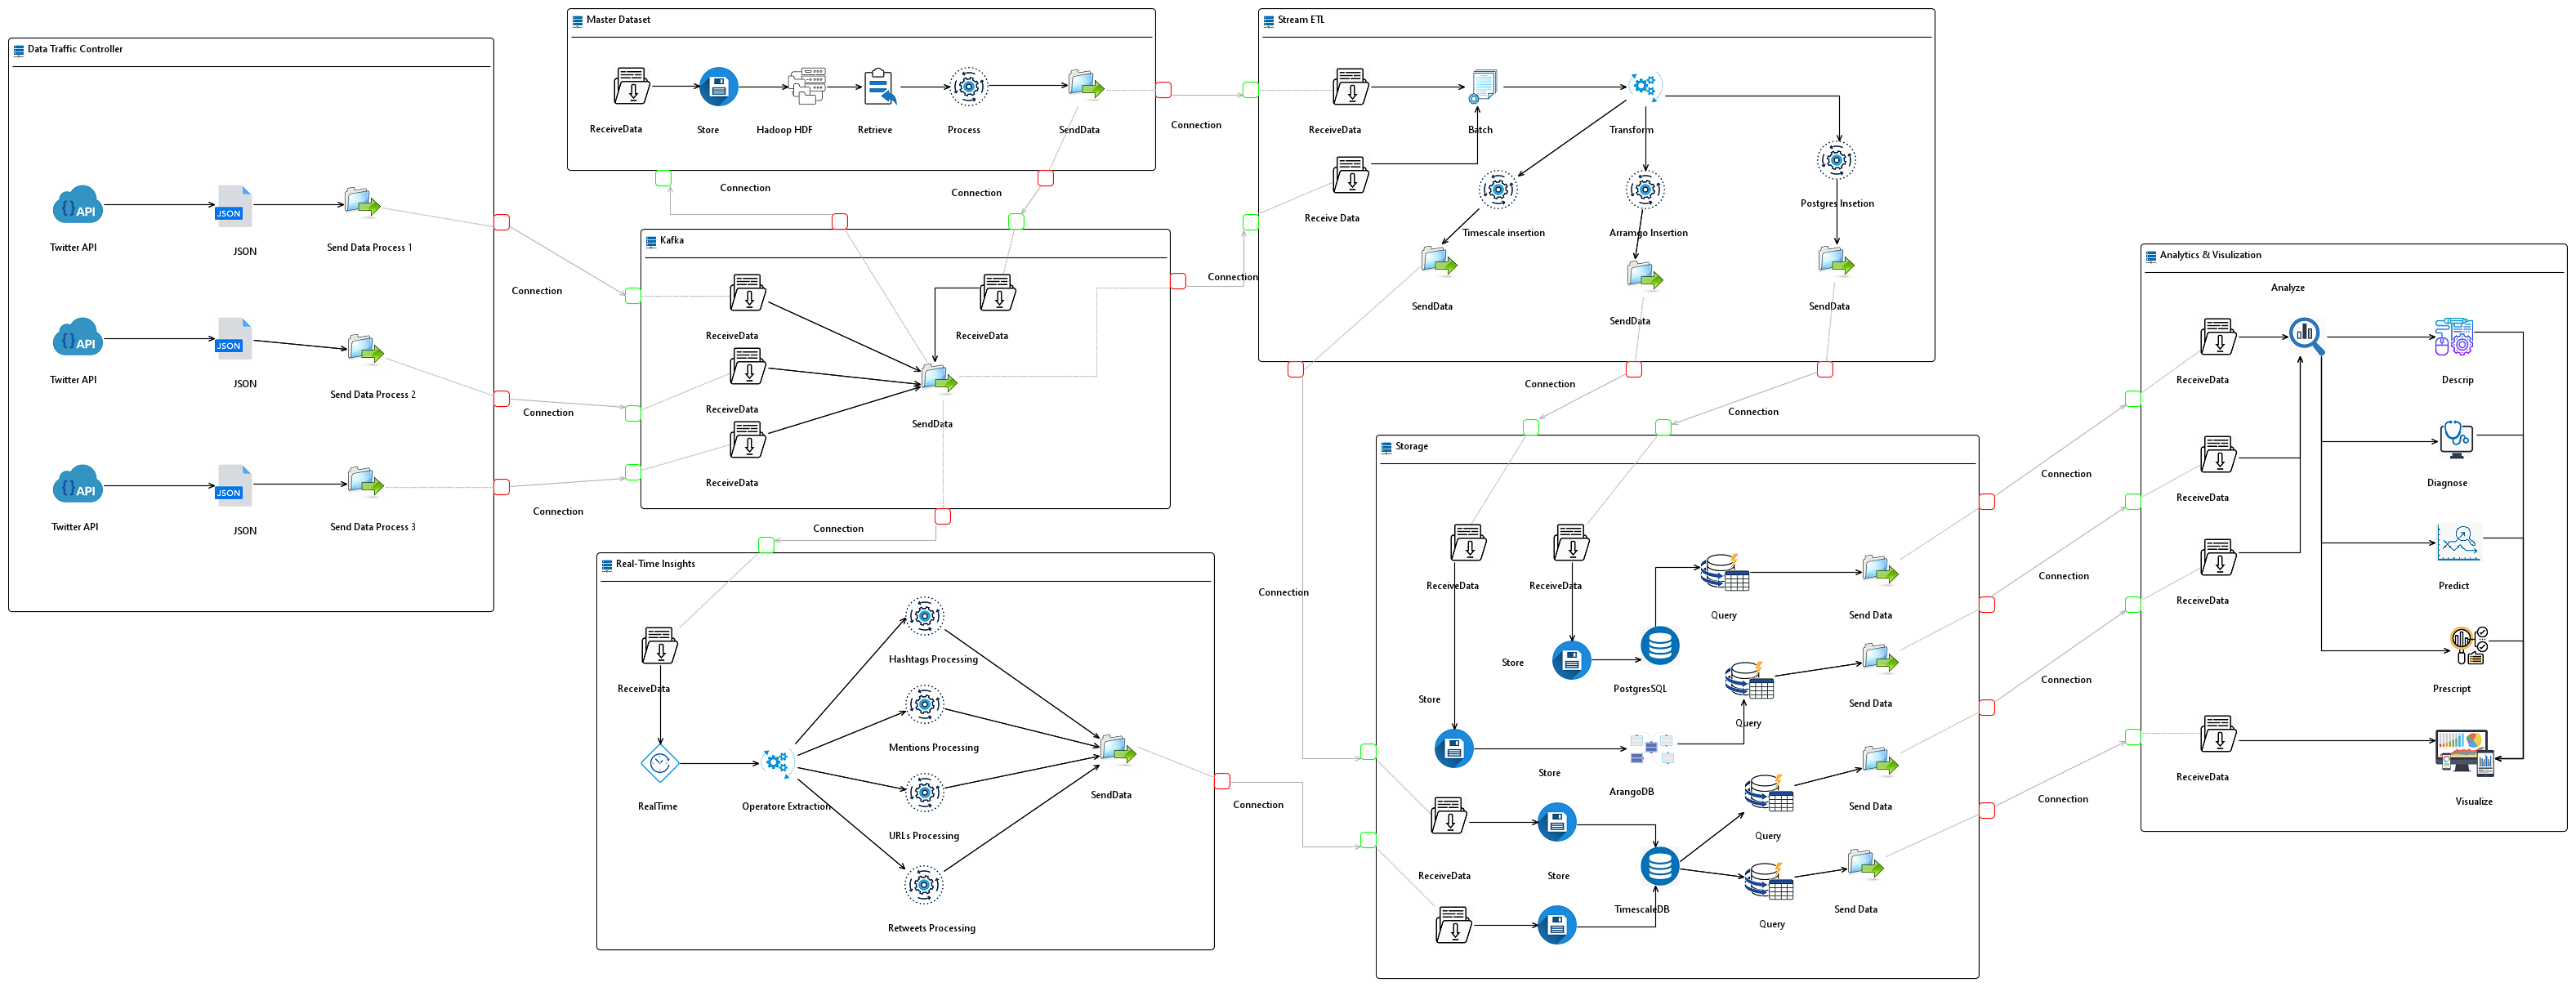 Data Traffic Controller
API
JSON
Twitter API
JSON
Send Data Process 1
API
JSON
Twitter API
JSON
Send Data Process 2
API
JSON
Twitter API
JSON
Send Data Process 3
Connection
Connection
Connection
Master Dataset
ReceiveData
Store
Hadoop HDF
Retrieve
Process
SendData
Connection
Connection
Connection
Kafka
ReceiveData
ReceiveData
ReceiveData
ReceiveData
SendData
Connection
Connection
Real-Time Insights
ReceiveData
RealTime
Operatore Extraction
Hashtags Processing
Mentions Processing
URLs Processing
Retweets Processing
SendData
Connection
Stream ETL
ReceiveData
Batch
Transform
Receive Data
Timescale insertion
Arramgo Insertion
Postgres Insetion
SendData
SendData
SendData
Connection
Connection
Connection
Storage
ReceiveData
ReceiveData
Query
Send Data
Store
PostgresSQL
Store
Query
Send Data
Store
ArangoDB
Query
Send Data
ReceiveData
Store
TimescaleDB
Query
Send Data
Connection
Connection
Connection
Connection
Analytics & Visulization
Analyze
ReceiveData
Descrip
ReceiveData
Diagnose
ReceiveData
Predict
Prescript
ReceiveData
Visualize